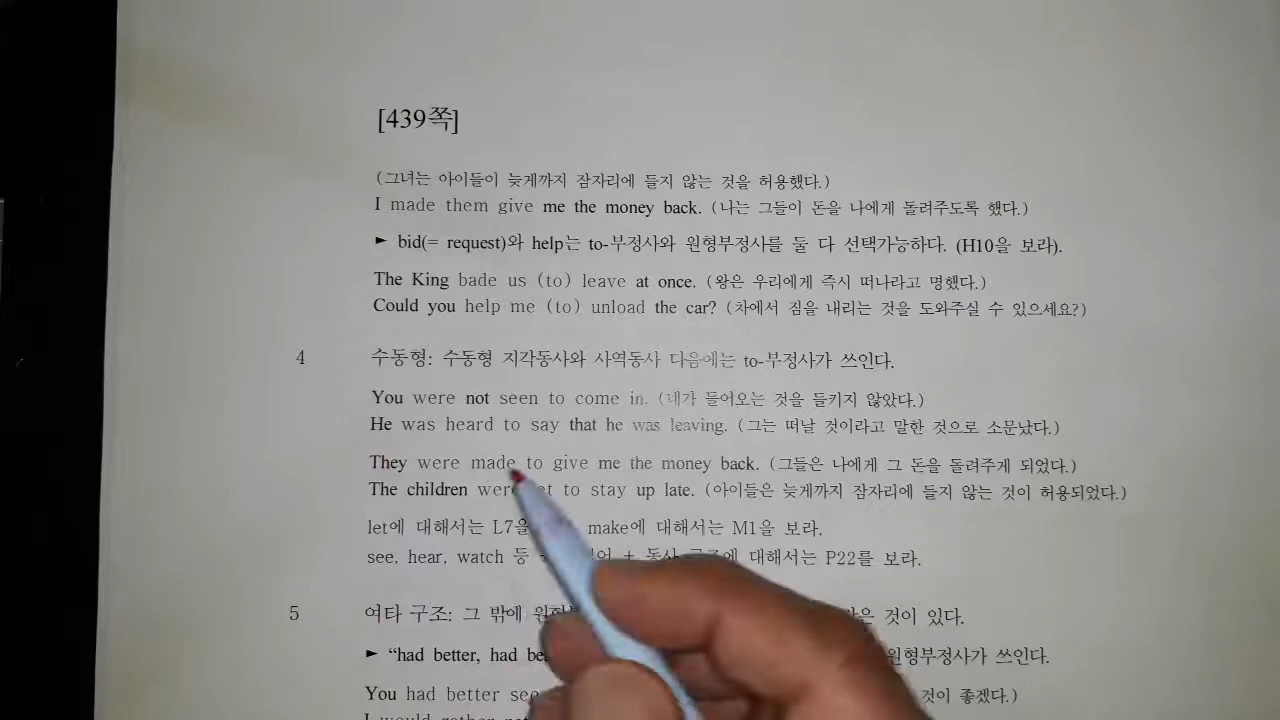 [439쪽]
(그녀는 아이들이 늦게까지 잠자리에 들지 않는 것을 허용했다.)
I made them give me the money back. (나는 그들이 돈을 나에게 돌려주도록 했다.)
► bid(= request)와 help는 to-부정사와 원형부정사를 둘 다 선택가능하다. (H10을 보라).
The King bade us (to) leave at once. (왕은 우리에게 즉시 떠나라고 명했다.)
Could you help me (to) unload the car? (차에서 짐을 내리는 것을 도와주실 수 있으세요?)
4 수동형: 수동형 지각동사와 사역동사 다음에는 to-부정사가 쓰인다.
You were not seen to come in. (네가 들어오는 것을 들키지 않았다.)
He was heard to say that he was leaving. (그는 떠날 것이라고 말한 것으로 소문났다.)
They were made to give me the money back. (그들은 나에게 그 돈을 돌려주게 되었다.)
The children were to stay up late. (아이들은 늦게까지 잠자리에 들지 않는 것이 허용되었다.)
let에 대해서는 L7을 make에 대해서는 M1을 보라.
see, hear, watch 등 + 동사 구조에 대해서는 P22를 보라.
5 여타 구조: 그 밖에 것이 있다.
► "had better, had 원형부정사가 쓰인다.
You had better see 것이 좋겠다.)
I would rather